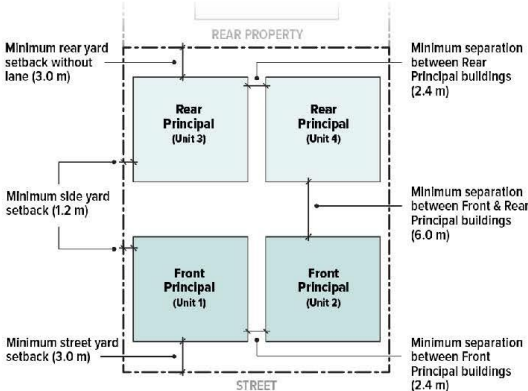 REAR PROPERTY
Minimum rear yard
setback without
lane (3.0 m)
Minimum separation
between Rear
Principal buildings
(2.4 m)
Rear
Principal
(Unit 3)
Rear
Principal
(Unit 4)
Minimum side yard
setback (1.2 m)
Minimum separation
between Front & Rear
Principal buildings
(6.0 m)
Front
Principal
(Unit 1)
Front
Principal
(Unit 2)
Minimum street yard
setback (3.0 m)
Minimum separation
between Front
Principal buildings
(2.4 m)
STREET